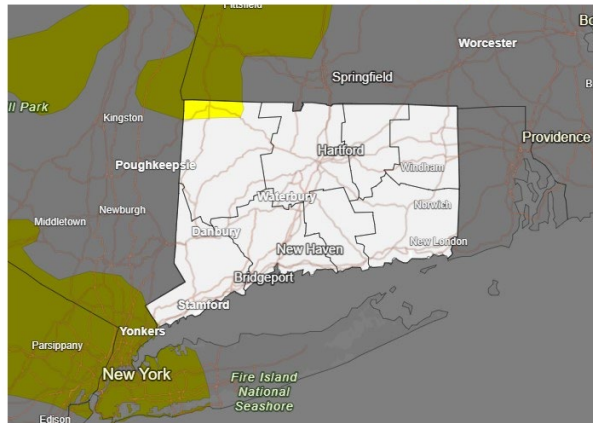 Pittsfield
Bo
Worcester
Springfield
B
ll Park
Kingston
Providence
Hartford
Poughkeepsie
Windham
Waterbury
Norwich
Newburgh
Middletown
Danbury
New London
New Haven
Bridgeport
Stamford
Yonkers
Parsippany
New York
Fire Island
National
Seashore
Edison